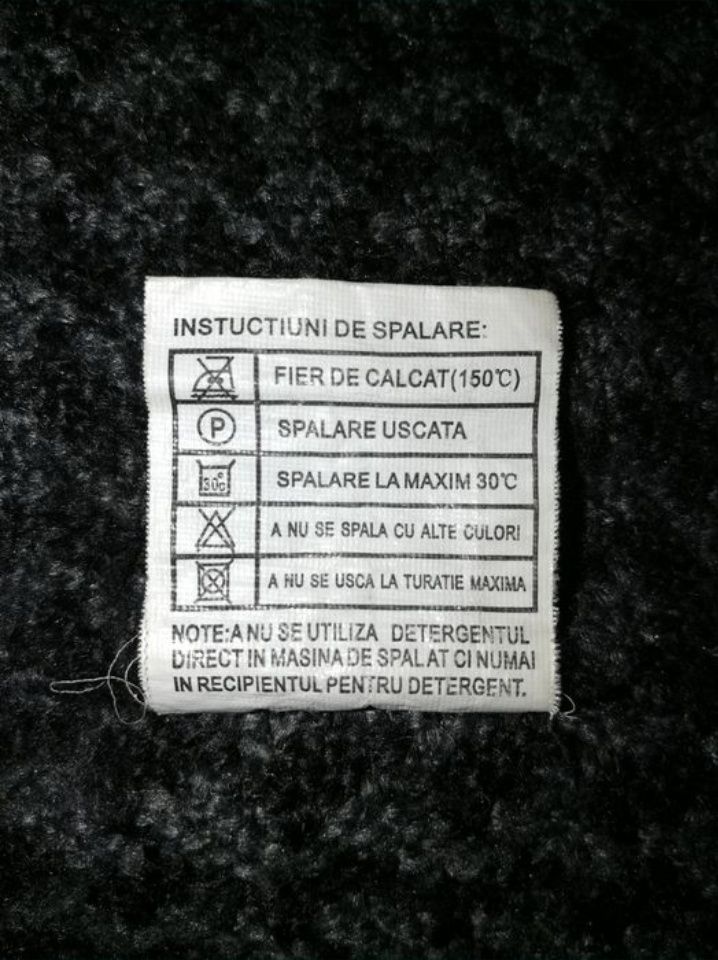 INSTUCTIUNI DE SPALARE:
FIER DE CALCAT(150℃)
P SPALARE USCATA
30℃ SPALARE LA MAXIM 30℃
A NU SE SPALA CU ALTE CULORI
A NU SE USCA LA TURATIE MAXIMA
NOTE:A NU SE UTILIZA DETERGENTUL
DIRECT IN MASINA DE SPALAT CI NUMAI
IN RECIPIENTUL PENTRU DETERGENT.